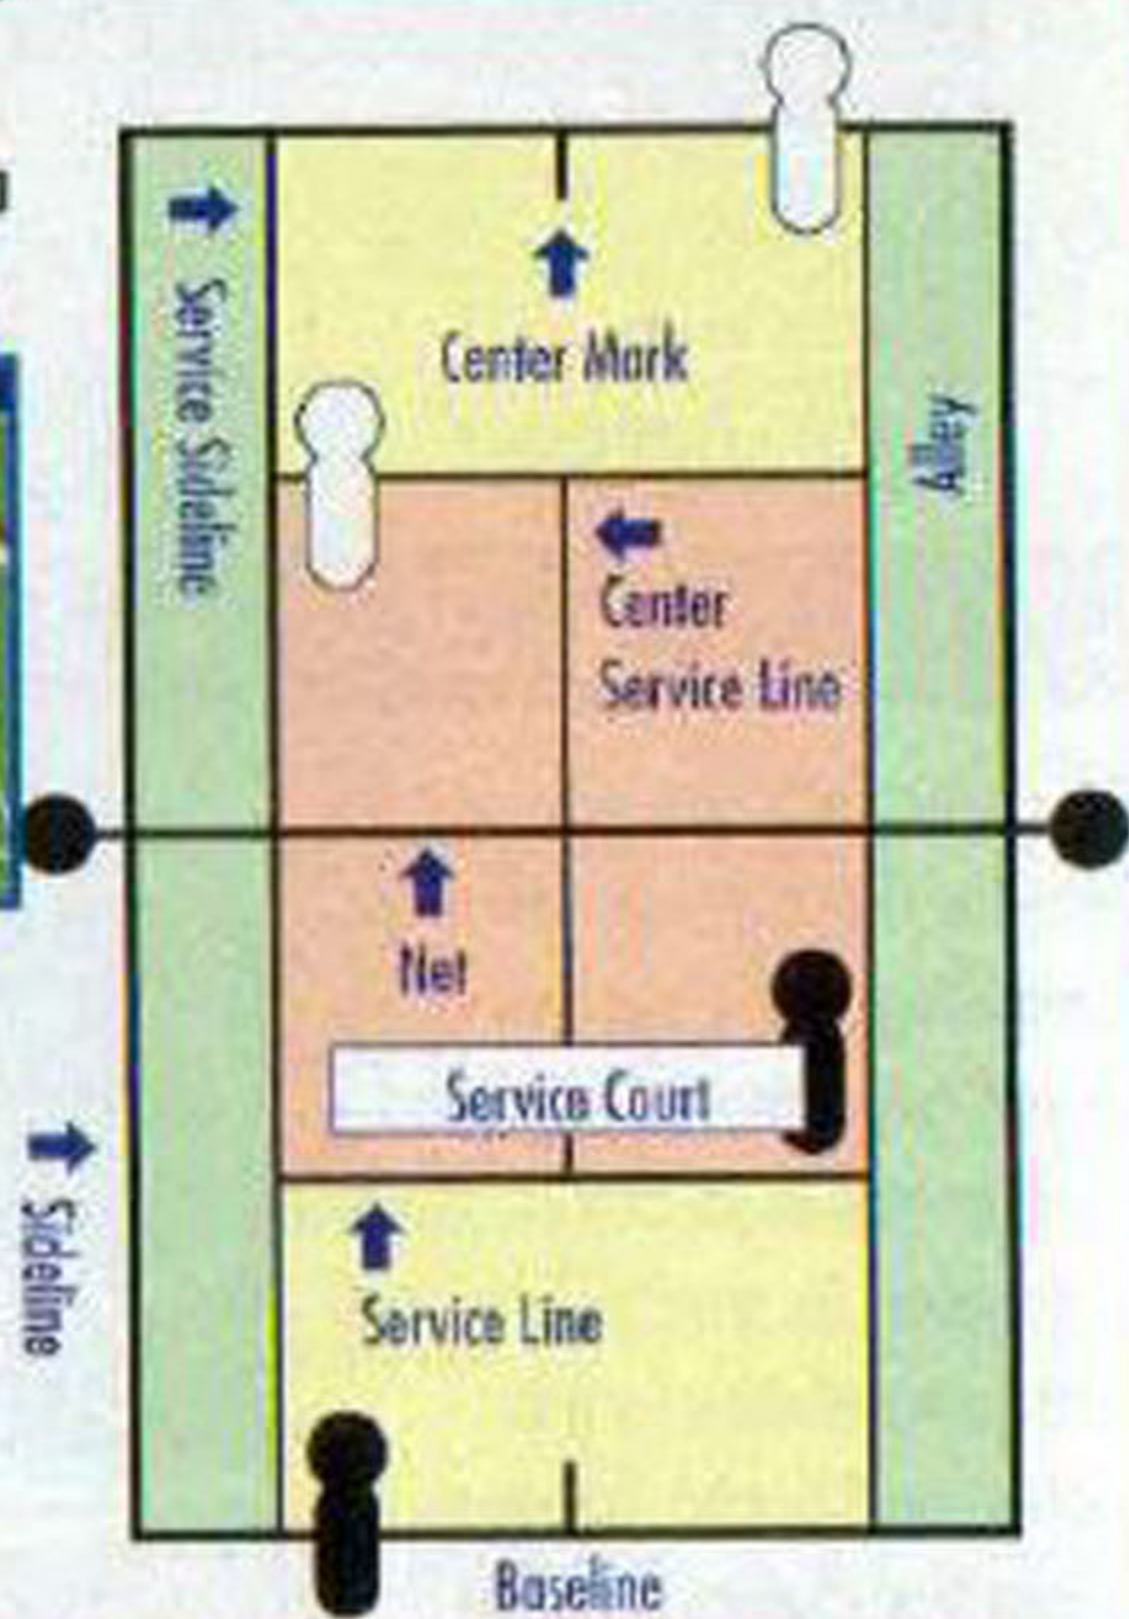 Service Sideline
Center Mark
Alley
Center
Service Line
Net
Service Court
Sideline
Service Line
Baseline